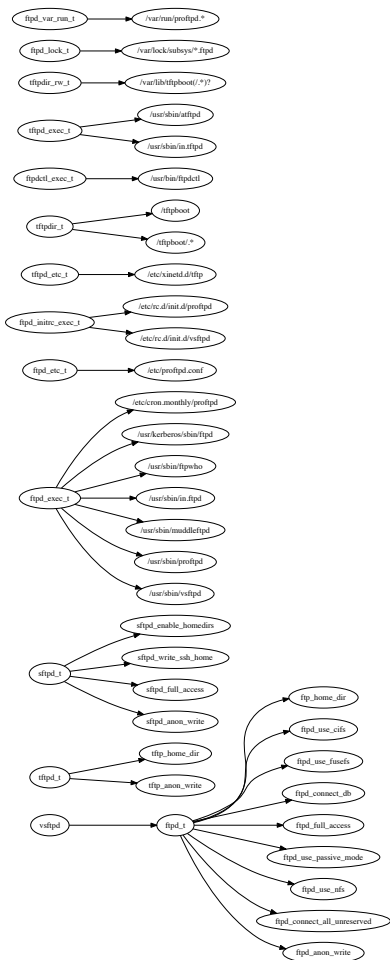 ftpd_var_run_t
/var/run/proftpd.*
ftpd_lock_t
/var/lock/subsys/*.ftpd
tftpdir_rw_t
/var/lib/tftpboot(/.*)?
tftpd_exec_t
/usr/sbin/atftpd
/usr/sbin/in.tftpd
ftpdctl_exec_t
/usr/bin/ftpdctl
tftpdir_t
/tftpboot
/tftpboot/.*
tftpd_etc_t
/etc/xinetd.d/tftp
ftpd_initrc_exec_t
/etc/rc.d/init.d/proftpd
/etc/rc.d/init.d/vsftpd
ftpd_etc_t
/etc/proftpd.conf
ftpd_exec_t
/etc/cron.monthly/proftpd
/usr/kerberos/sbin/ftpd
/usr/sbin/ftpwho
/usr/sbin/in.ftpd
/usr/sbin/muddleftpd
/usr/sbin/proftpd
/usr/sbin/vsftpd
sftpd_t
sftpd_enable_homedirs
sftpd_write_ssh_home
sftpd_full_access
sftpd_anon_write
tftpd_t
tftp_home_dir
tftp_anon_write
vsftpd
ftpd_t
ftp_home_dir
ftpd_use_cifs
ftpd_use_fusefs
ftpd_connect_db
ftpd_full_access
ftpd_use_passive_mode
ftpd_use_nfs
ftpd_connect_all_unreserved
ftpd_anon_write